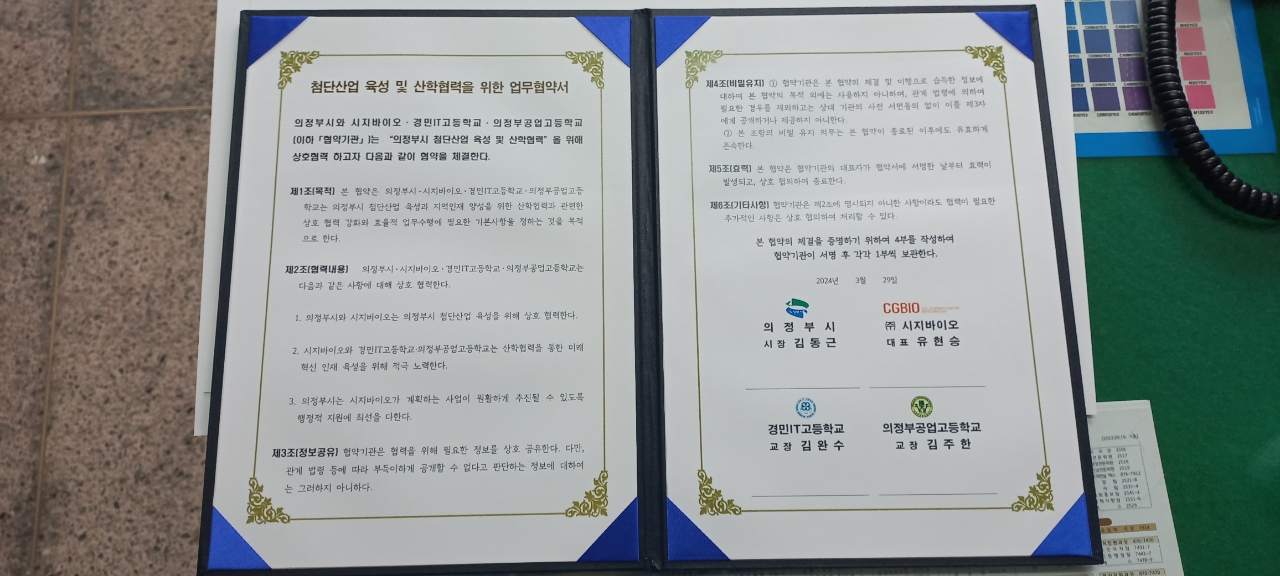 첨단산업 육성 및 산학협력을 위한 업무협약서
의정부시와 시지바이오 · 경민IT고등학교 · 의정부공업고등학교
(이하 「협약기관」)는 “의정부시 첨단산업 육성 및 산학협력” 을 위해
상호협력 하고자 다음과 같이 협약을 체결한다.
제1조(목적) 본 협약은 의정부시·시지바이오·경민IT고등학교·의정부공업고등
학교는 의정부시 첨단산업 육성과 지역인재 양성을 위한 산학협력과 관련한
상호 협력 강화와 효율적 업무수행에 필요한 기본사항을 정하는 것을 목적
으로 한다.
제2조(협력내용) 의정부시·시지바이오·경민IT고등학교·의정부공업고등학교는
다음과 같은 사항에 대해 상호 협력한다.
1. 의정부시와 시지바이오는 의정부시 첨단산업 육성을 위해 상호 협력한다.
2. 시지바이오와 경민IT고등학교·의정부공업고등학교는 산학협력을 통한 미래
혁신 인재 육성을 위해 적극 노력한다.
3. 의정부시는 시지바이오가 계획하는 사업이 원활하게 추진될 수 있도록
행정적 지원에 최선을 다한다.
제3조(정보공유) 협약기관은 협력을 위해 필요한 정보를 상호 공유한다. 다만,
관계 법령 등에 따라 부득이하게 공개할 수 없다고 판단하는 정보에 대하여
는 그러하지 아니하다.
제4조(비밀유지) ① 협약기관은 본 협약의 체결 및 이행으로 습득한 정보에
대하여 본 협약의 목적 외에는 사용하지 아니하며, 관계 법령에 의하여
필요한 경우를 제외하고는 상대 기관의 사전 서면동의 없이 이를 제3자
에게 공개하거나 제공하지 아니한다.
② 본 조항의 비밀 유지 의무는 본 협약이 종료된 이후에도 유효하게
존속한다.
제5조(효력) 본 협약은 협약기관의 대표자가 협약서에 서명한 날부터 효력이
발생되고, 상호 협의하여 종료한다.
제6조(기타사항) 협약기관은 제2조에 명시되지 아니한 사항이라도 협력이 필요한
추가적인 사항은 상호 협의하여 처리할 수 있다.
본 협약의 체결을 증명하기 위하여 4부를 작성하여
협약기관이 서명 후 각각 1부씩 보관한다.
2024년 3월 29일
CGBIO
의 정 부 시
㈜ 시지바이오
시 장 김 동 근
대 표 유 현 승
경민IT고등학교
의정부공업고등학교
교 장 김 완 수
교 장 김 주 한